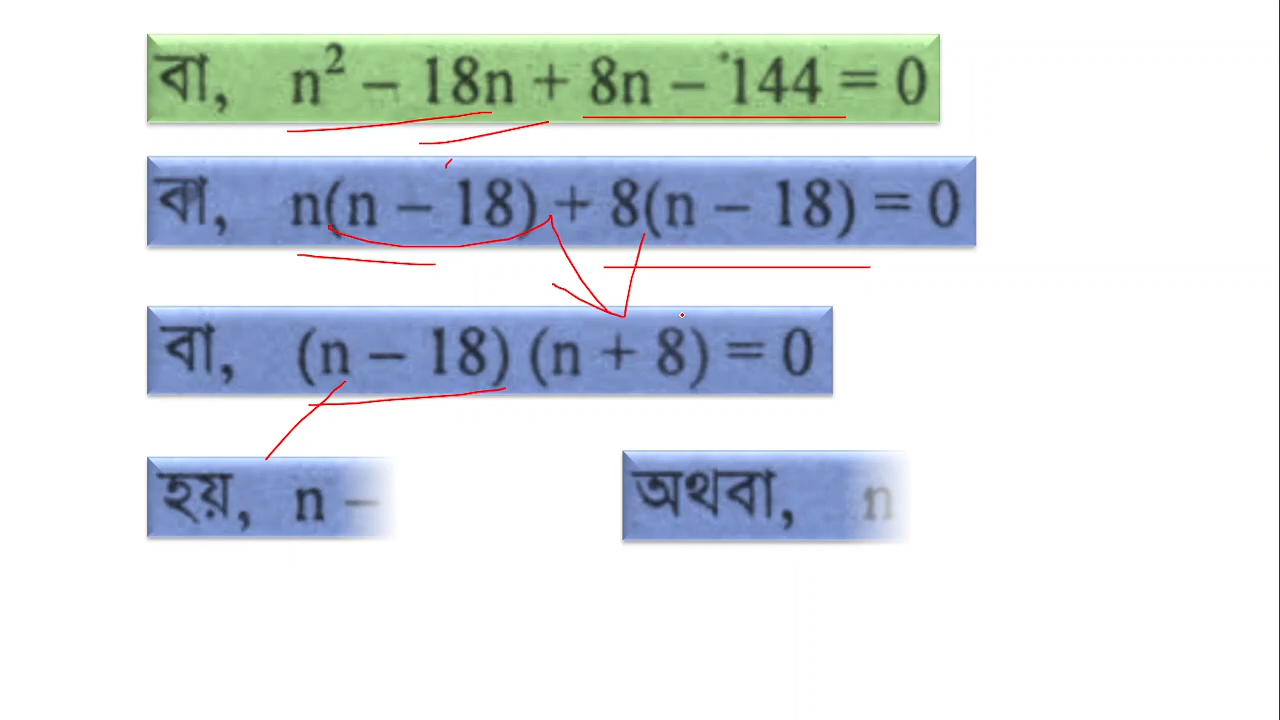 বা, n² – 18n + 8n – 144 = 0
বা, n(n – 18) + 8(n – 18) = 0
বা, (n – 18) (n + 8) = 0
হয়, n – অথবা, n